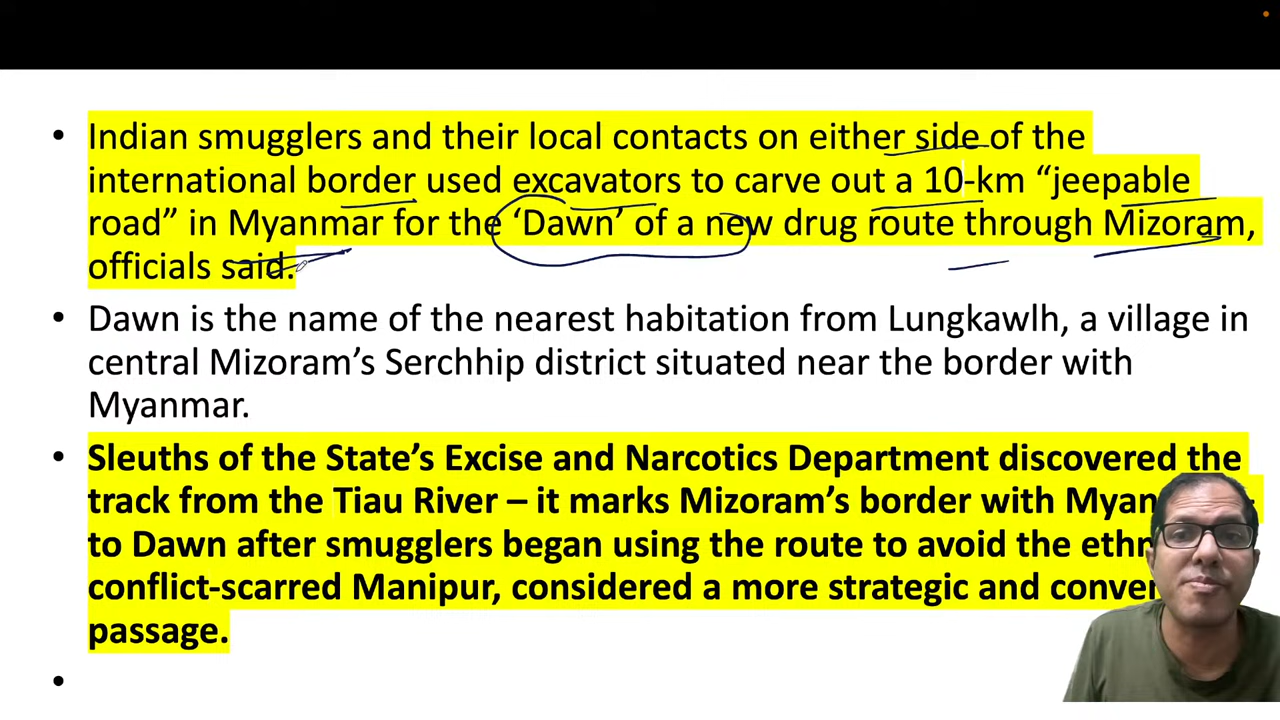 • Indian smugglers and their local contacts on either side of the
international border used excavators to carve out a 10-km “jeepable
road” in Myanmar for the ‘Dawn’ of a new drug route through Mizoram,
officials said.
• Dawn is the name of the nearest habitation from Lungkawlh, a village in
central Mizoram’s Serchhip district situated near the border with
Myanmar.
• Sleuths of the State’s Excise and Narcotics Department discovered the
track from the Tiau River – it marks Mizoram’s border with
to Dawn after smugglers began using the route to avoid the
conflict-scarred Manipur, considered a more strategic and
passage.
•